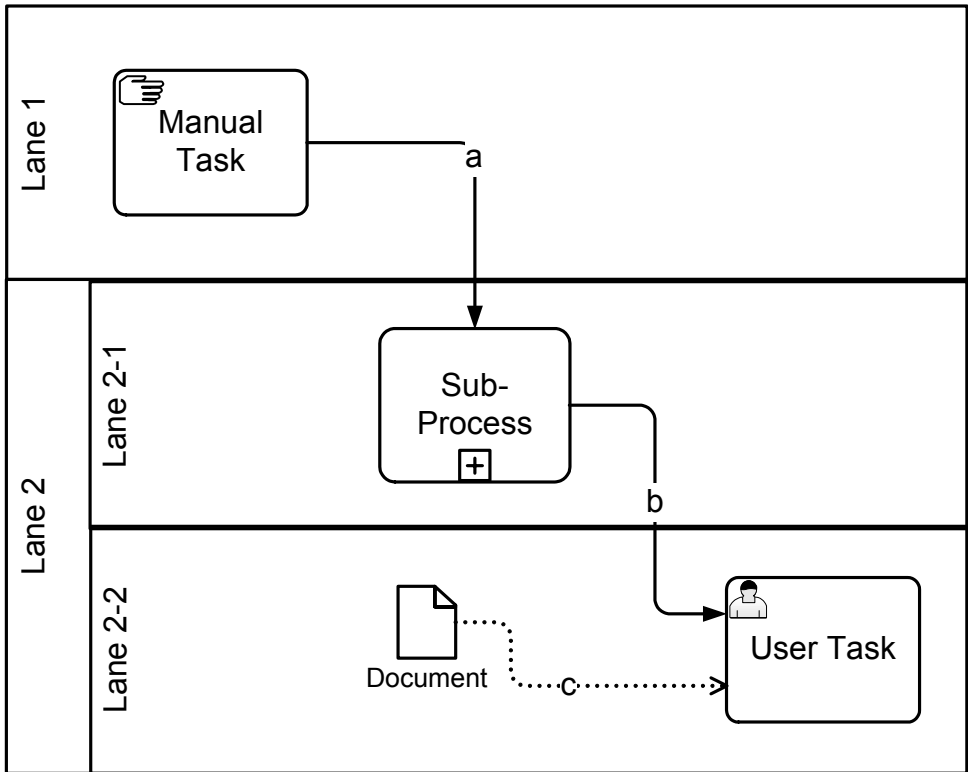 Lane 1
Manual
Task
a
Lane 2
Lane 2-1
Sub-
Process
b
Lane 2-2
Document
c
User Task